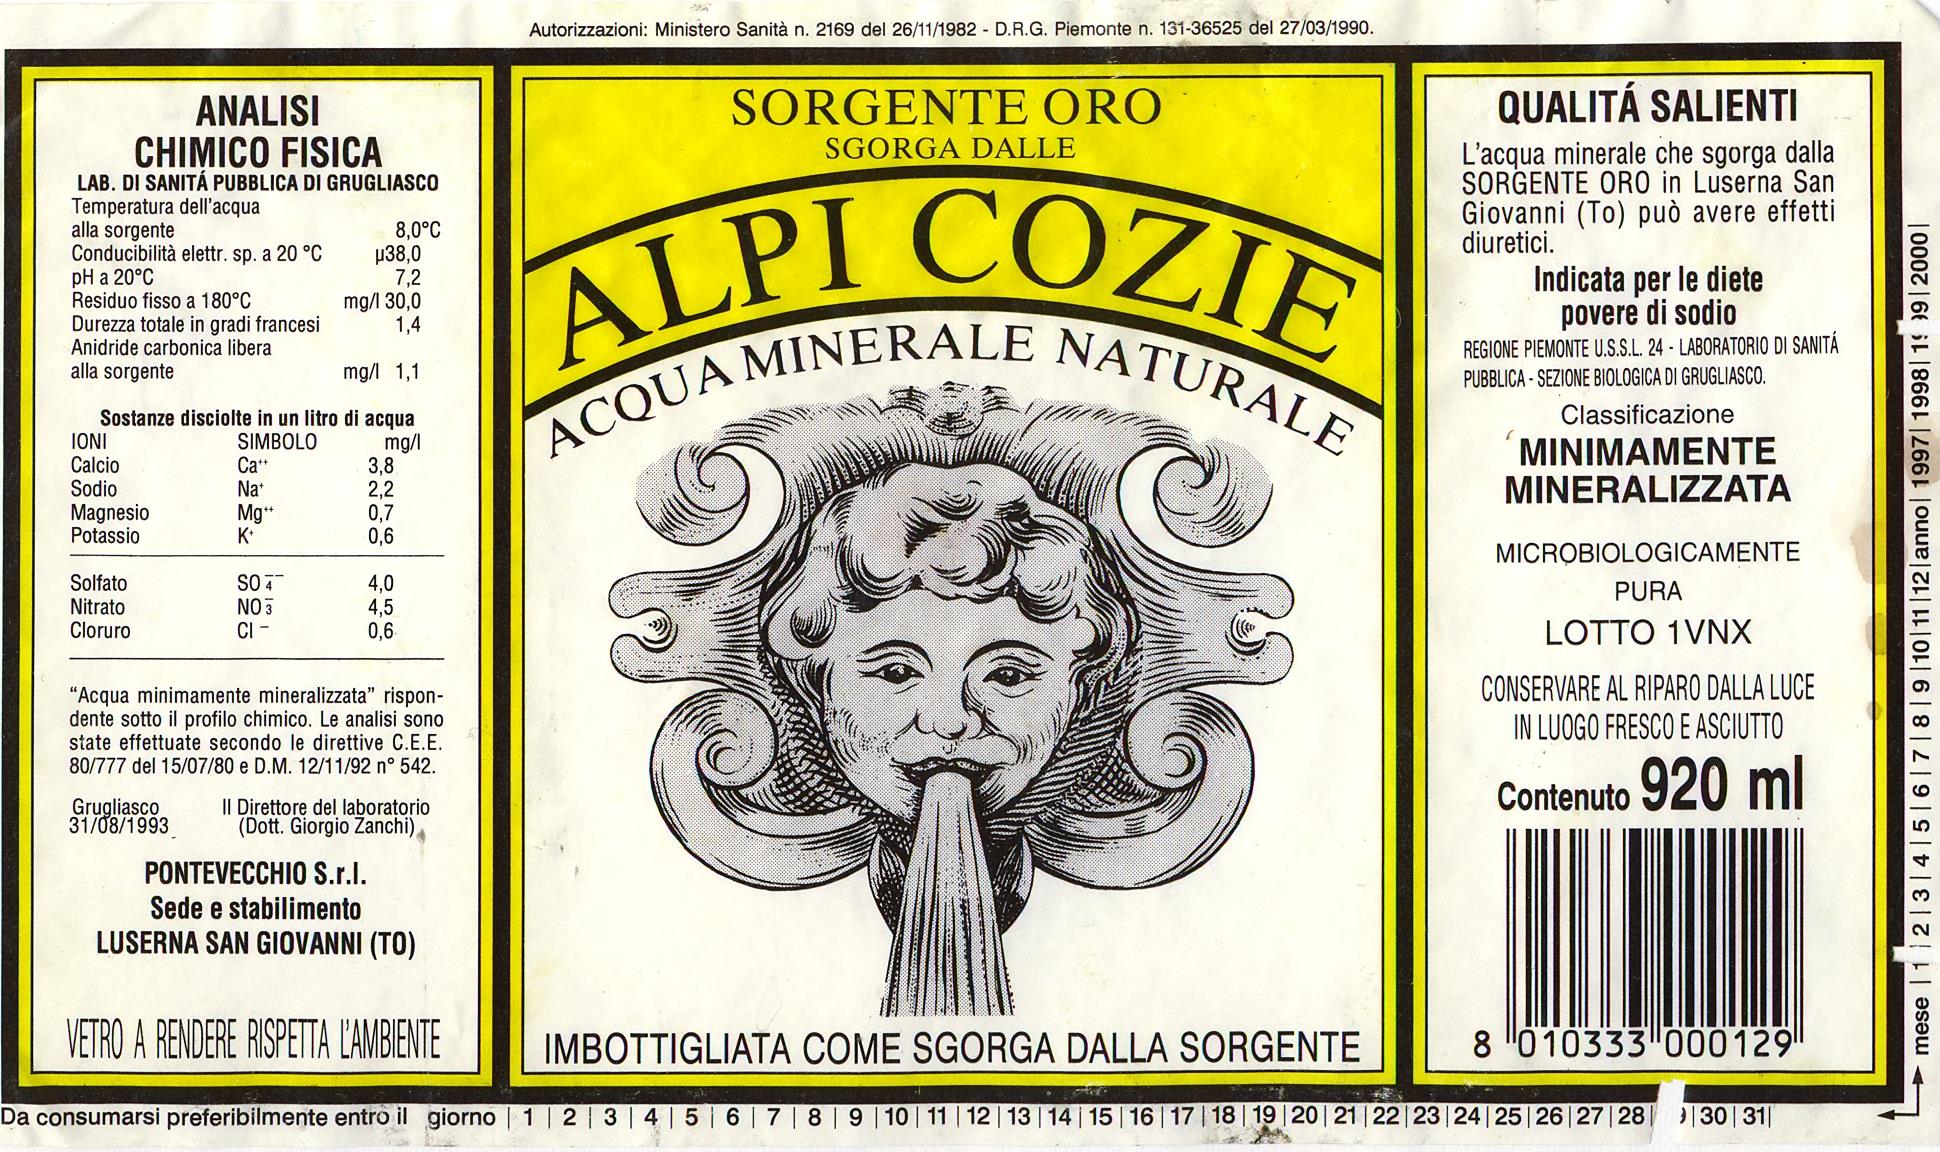 Autorizzazioni: Ministero Sanità n. 2169 del 26/11/1982 - D.R.G. Piemonte n. 131-36525 del 27/03/1990.
ANALISI
CHIMICO FISICA
LAB. DI SANITÁ PUBBLICA DI GRUGLIASCO
Temperatura dell'acqua
alla sorgente 8,0°C
Conducibilità elettr. sp. a 20 °C µ38,0
pH a 20°C 7,2
Residuo fisso a 180°C mg/l 30,0
Durezza totale in gradi francesi 1,4
Anidride carbonica libera
alla sorgente mg/l 1,1
Sostanze disciolte in un litro di acqua
IONI SIMBOLO mg/l
Calcio Ca⁺⁺ 3,8
Sodio Na⁺ 2,2
Magnesio Mg⁺⁺ 0,7
Potassio K⁺ 0,6
Solfato SO₄⁻⁻ 4,0
Nitrato NO₃⁻ 4,5
Cloruro Cl⁻ 0,6
“Acqua minimamente mineralizzata” rispon-
dente sotto il profilo chimico. Le analisi sono
state effettuate secondo le direttive C.E.E.
80/777 del 15/07/80 e D.M. 12/11/92 n° 542.
Grugliasco Il Direttore del laboratorio
31/08/1993 (Dott. Giorgio Zanchi)
PONTEVECCHIO S.r.l.
Sede e stabilimento
LUSERNA SAN GIOVANNI (TO)
VETRO A RENDERE RISPETTA L'AMBIENTE
SORGENTE ORO
SGORGA DALLE
ALPI COZIE
ACQUA MINERALE NATURALE
IMBOTTIGLIATA COME SGORGA DALLA SORGENTE
QUALITÁ SALIENTI
L'acqua minerale che sgorga dalla
SORGENTE ORO in Luserna San
Giovanni (To) può avere effetti
diuretici.
Indicata per le diete
povere di sodio
REGIONE PIEMONTE U.S.S.L. 24 - LABORATORIO DI SANITÁ
PUBBLICA - SEZIONE BIOLOGICA DI GRUGLIASCO.
Classificazione
MINIMAMENTE
MINERALIZZATA
MICROBIOLOGICAMENTE
PURA
LOTTO 1VNX
CONSERVARE AL RIPARO DALLA LUCE
IN LUOGO FRESCO E ASCIUTTO
Contenuto 920 ml
8 010333 000129
Da consumarsi preferibilmente entro il giorno | 1 | 2 | 3 | 4 | 5 | 6 | 7 | 8 | 9 |10|11|12|13|14|15|16|17|18|19|20|21|22|23|24|25|26|27|28| 9|30|31|
mese | 1 | 2 | 3 | 4 | 5 | 6 | 7 | 8 | 9 |10|11|12|anno| 1997| 1998| 1999|2000|